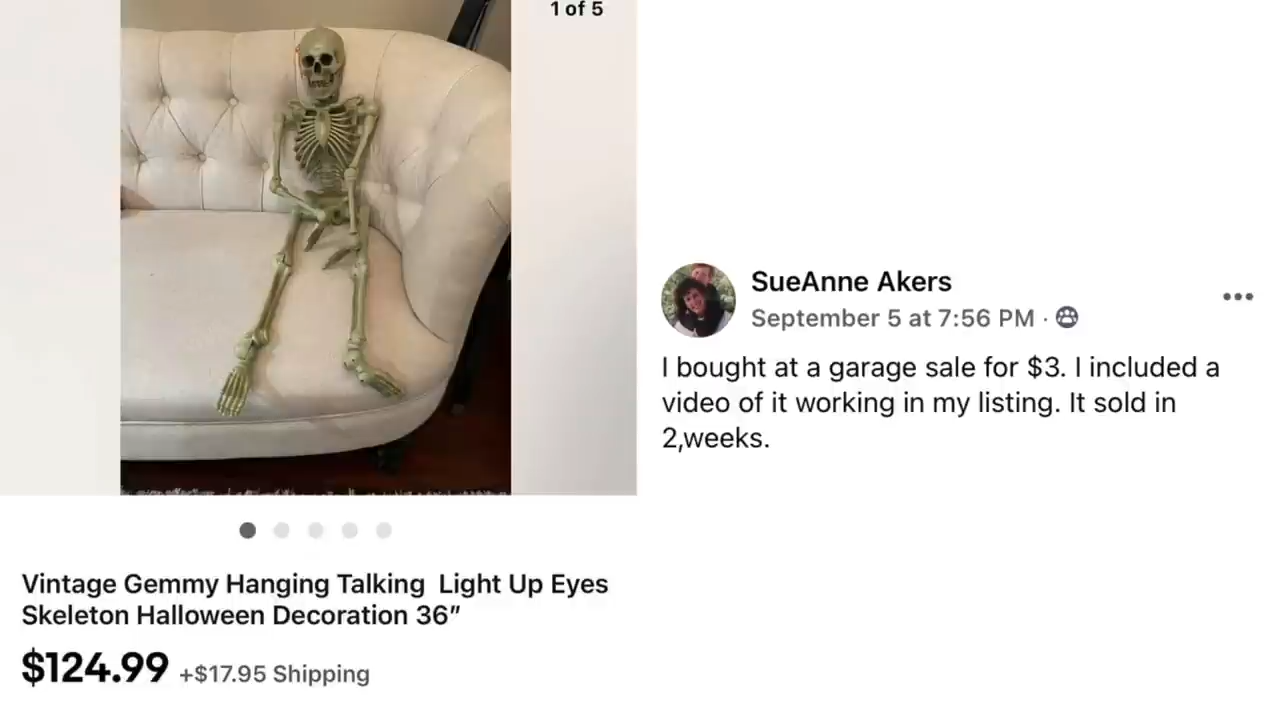 1 of 5
Vintage Gemmy Hanging Talking  Light Up Eyes
Skeleton Halloween Decoration 36″
$124.99 +$17.95 Shipping
SueAnne Akers
September 5 at 7:56 PM ·
I bought at a garage sale for $3. I included a
video of it working in my listing. It sold in
2,weeks.